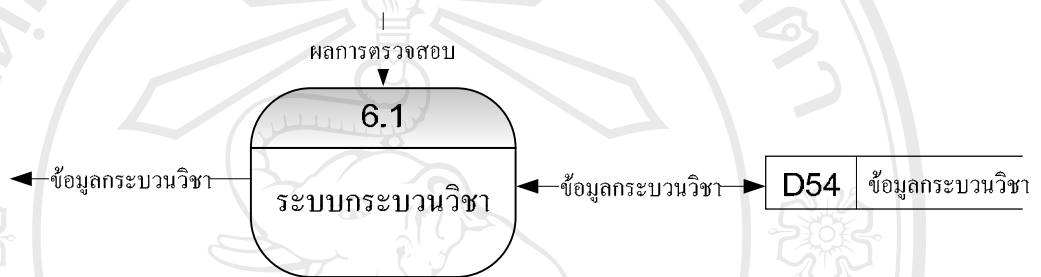 ผลการตรวจสอบ
6.1
ข้อมูลกระบวนวิชา
ระบบกระบวนวิชา
ข้อมูลกระบวนวิชา
D54
ข้อมูลกระบวนวิชา